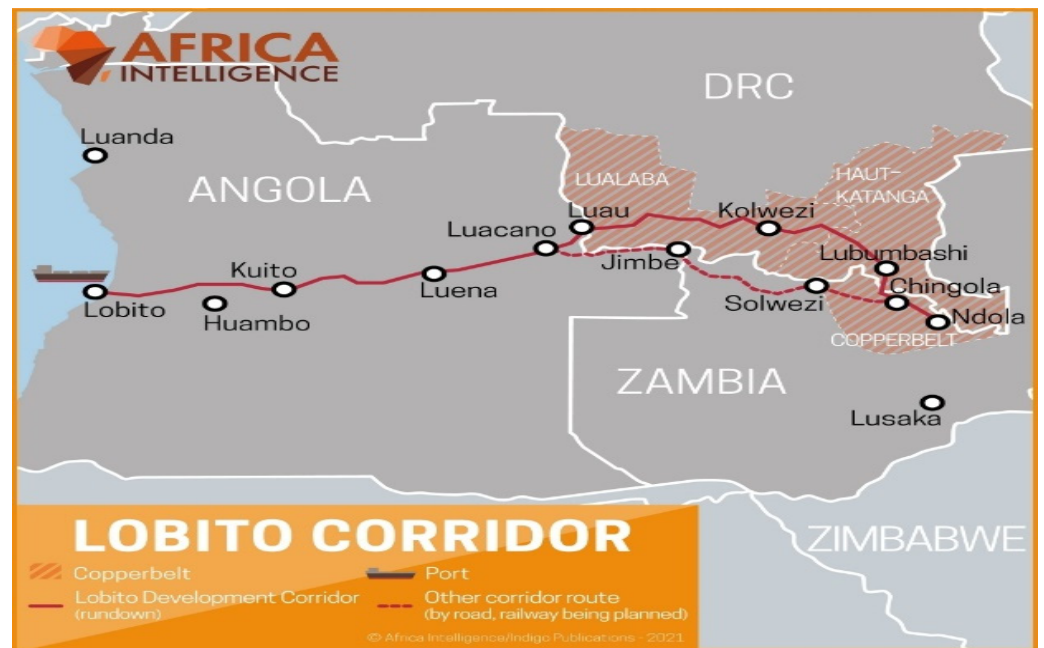 AFRICA
INTELLIGENCE
DRC
Luanda
ANGOLA
LUALABA
HAUT-
KATANGA
Luau
Kolwezi
Luacano
Lubumbashi
Jimbe
Kuito
Chingola
Luena
Solwezi
Lobito
Huambo
Ndola
COPPERBELT
ZAMBIA
Lusaka
LOBITO CORRIDOR
ZIMBABWE
Copperbelt
Port
Lobito Development Corridor
(rundown)
Other corridor route
(by road, railway being planned)
© Africa Intelligence/Indigo Publications - 2021